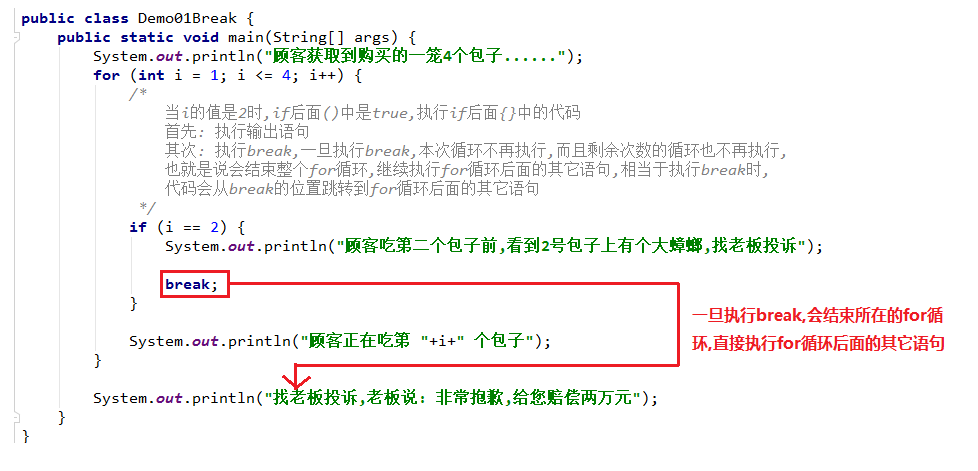 public class Demo01Break {
    public static void main(String[] args) {
        System.out.println("顾客获取到购买的一笼4个包子......");
        for (int i = 1; i <= 4; i++) {
            /*
                当i的值是2时,if后面()中是true,执行if后面{}中的代码
                首先: 执行输出语句
                其次: 执行break,一旦执行break,本次循环不再执行,而且剩余次数的循环也不再执行,
                也就是说会结束整个for循环,继续执行for循环后面的其它语句,相当于执行break时,
                代码会从break的位置跳转到for循环后面的其它语句
             */
            if (i == 2) {
                System.out.println("顾客吃第二个包子前,看到2号包子上有个大蟑螂,找老板投诉");
                break;
            }
            System.out.println("顾客正在吃第 "+i+" 个包子");
        }
        System.out.println("找老板投诉,老板说: 非常抱歉,给您赔偿两万元");
    }
}
一旦执行break,会结束所在的for循
环,直接执行for循环后面的其它语句